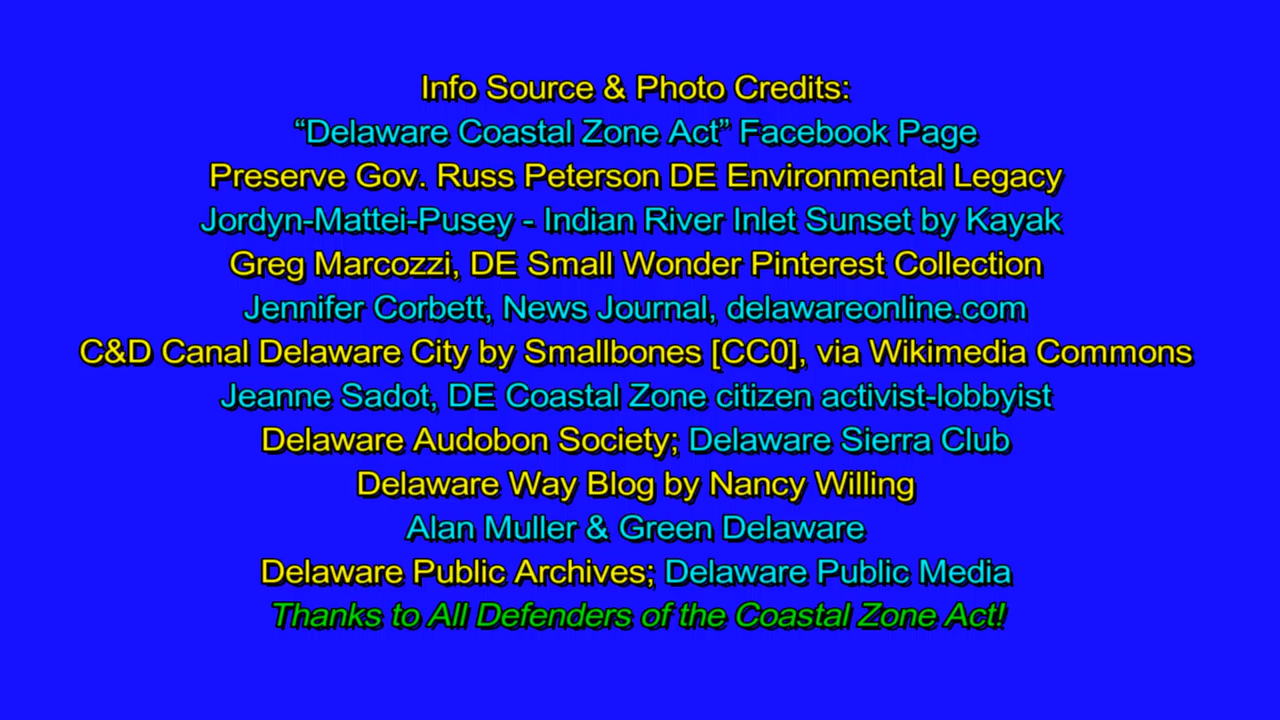 Info Source & Photo Credits:
“Delaware Coastal Zone Act” Facebook Page
Preserve Gov. Russ Peterson DE Environmental Legacy
Jordyn-Mattei-Pusey - Indian River Inlet Sunset by Kayak
Greg Marcozzi, DE Small Wonder Pinterest Collection
Jennifer Corbett, News Journal, delawareonline.com
C&D Canal Delaware City by Smallbones [CC0], via Wikimedia Commons
Jeanne Sadot, DE Coastal Zone citizen activist-lobbyist
Delaware Audobon Society; Delaware Sierra Club
Delaware Way Blog by Nancy Willing
Alan Muller & Green Delaware
Delaware Public Archives; Delaware Public Media
Thanks to All Defenders of the Coastal Zone Act!